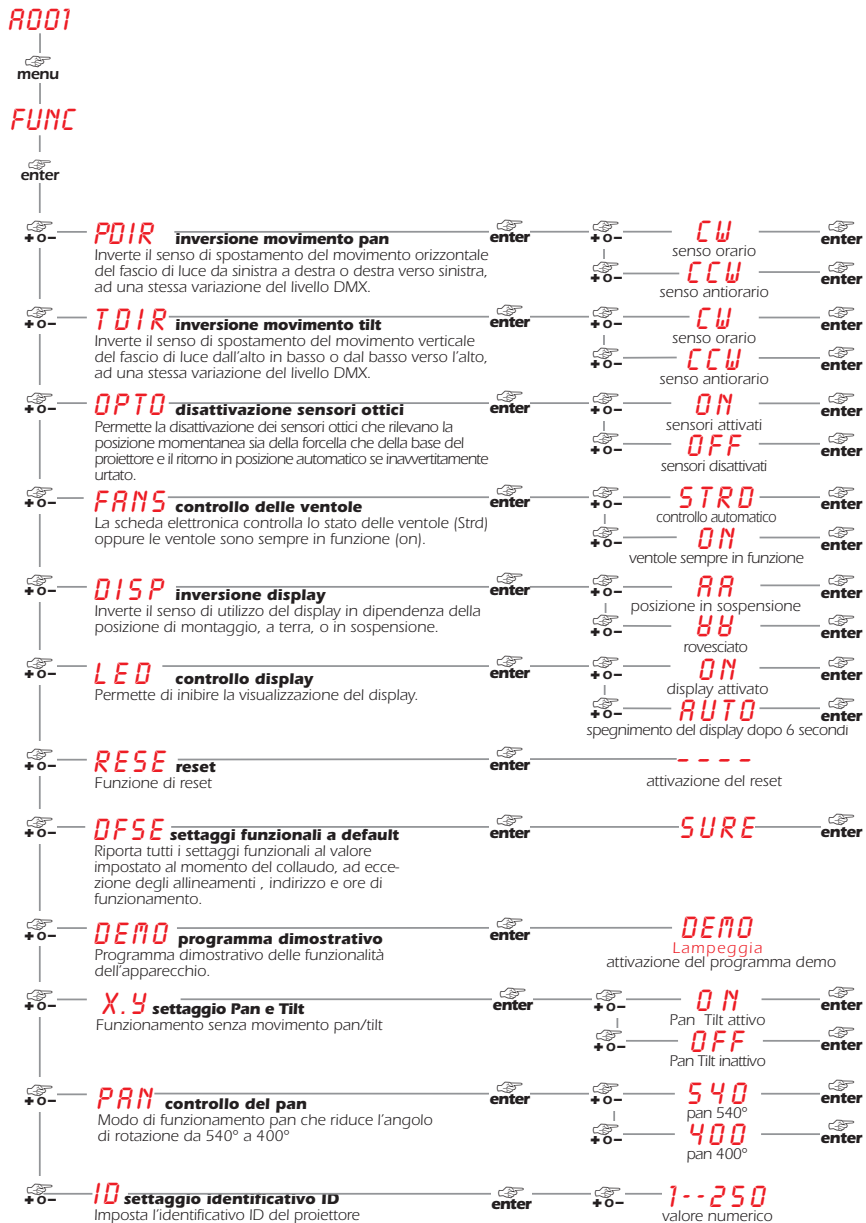 A001
menu
FUNC
enter
+ o - PDIR inversione movimento pan enter + o - CW enter
senso orario
Inverte il senso di spostamento del movimento orizzontale
del fascio di luce da sinistra a destra o destra verso sinistra,
ad una stessa variazione del livello DMX.
+ o - CCW enter
senso antiorario
+ o - TDIR inversione movimento tilt enter + o - CW enter
senso orario
Inverte il senso di spostamento del movimento verticale
del fascio di luce dall'alto in basso o dal basso verso l'alto,
ad una stessa variazione del livello DMX.
+ o - CCW enter
senso antiorario
+ o - OPTO disattivazione sensori ottici enter + o - ON enter
sensori attivati
Permette la disattivazione dei sensori ottici che rilevano la
posizione momentanea sia della forcella che della base del
proiettore e il ritorno in posizione automatico se inavvertitamente
urtato.
+ o - OFF enter
sensori disattivati
+ o - FANS controllo delle ventole enter + o - STRD enter
controllo automatico
La scheda elettronica controlla lo stato delle ventole (Strd)
oppure le ventole sono sempre in funzione (on).
+ o - ON enter
ventole sempre in funzione
+ o - DISP inversione display enter + o - AA enter
posizione in sospensione
Inverte il senso di utilizzo del display in dipendenza della
posizione di montaggio, a terra, o in sospensione.
+ o - enter
rovesciato
+ o - LED controllo display enter + o - ON enter
display attivato
Permette di inibire la visualizzazione del display.
+ o - AUTO enter
spegnimento del display dopo 6 secondi
+ o - RESE reset enter - - - -
Funzione di reset
attivazione del reset
+ o - DFSE settaggi funzionali a default enter SURE enter
Riporta tutti i settaggi funzionali al valore
impostato al momento del collaudo, ad ecce-
zione degli allineamenti , indirizzo e ore di
funzionamento.
+ o - DEMO programma dimostrativo enter DEMO
Lampeggia
attivazione del programma demo
Programma dimostrativo delle funzionalità
dell'apparecchio.
+ o - X.Y settaggio Pan e Tilt enter + o - ON enter
Pan Tilt attivo
Funzionamento senza movimento pan/tilt
+ o - OFF enter
Pan Tilt inattivo
+ o - PAN controllo del pan enter + o - 540 enter
pan 540°
Modo di funzionamento pan che riduce l'angolo
di rotazione da 540° a 400°
+ o - 400 enter
pan 400°
+ o - ID settaggio identificativo ID enter + o - 1--250
valore numerico
Imposta l'identificativo ID del proiettore